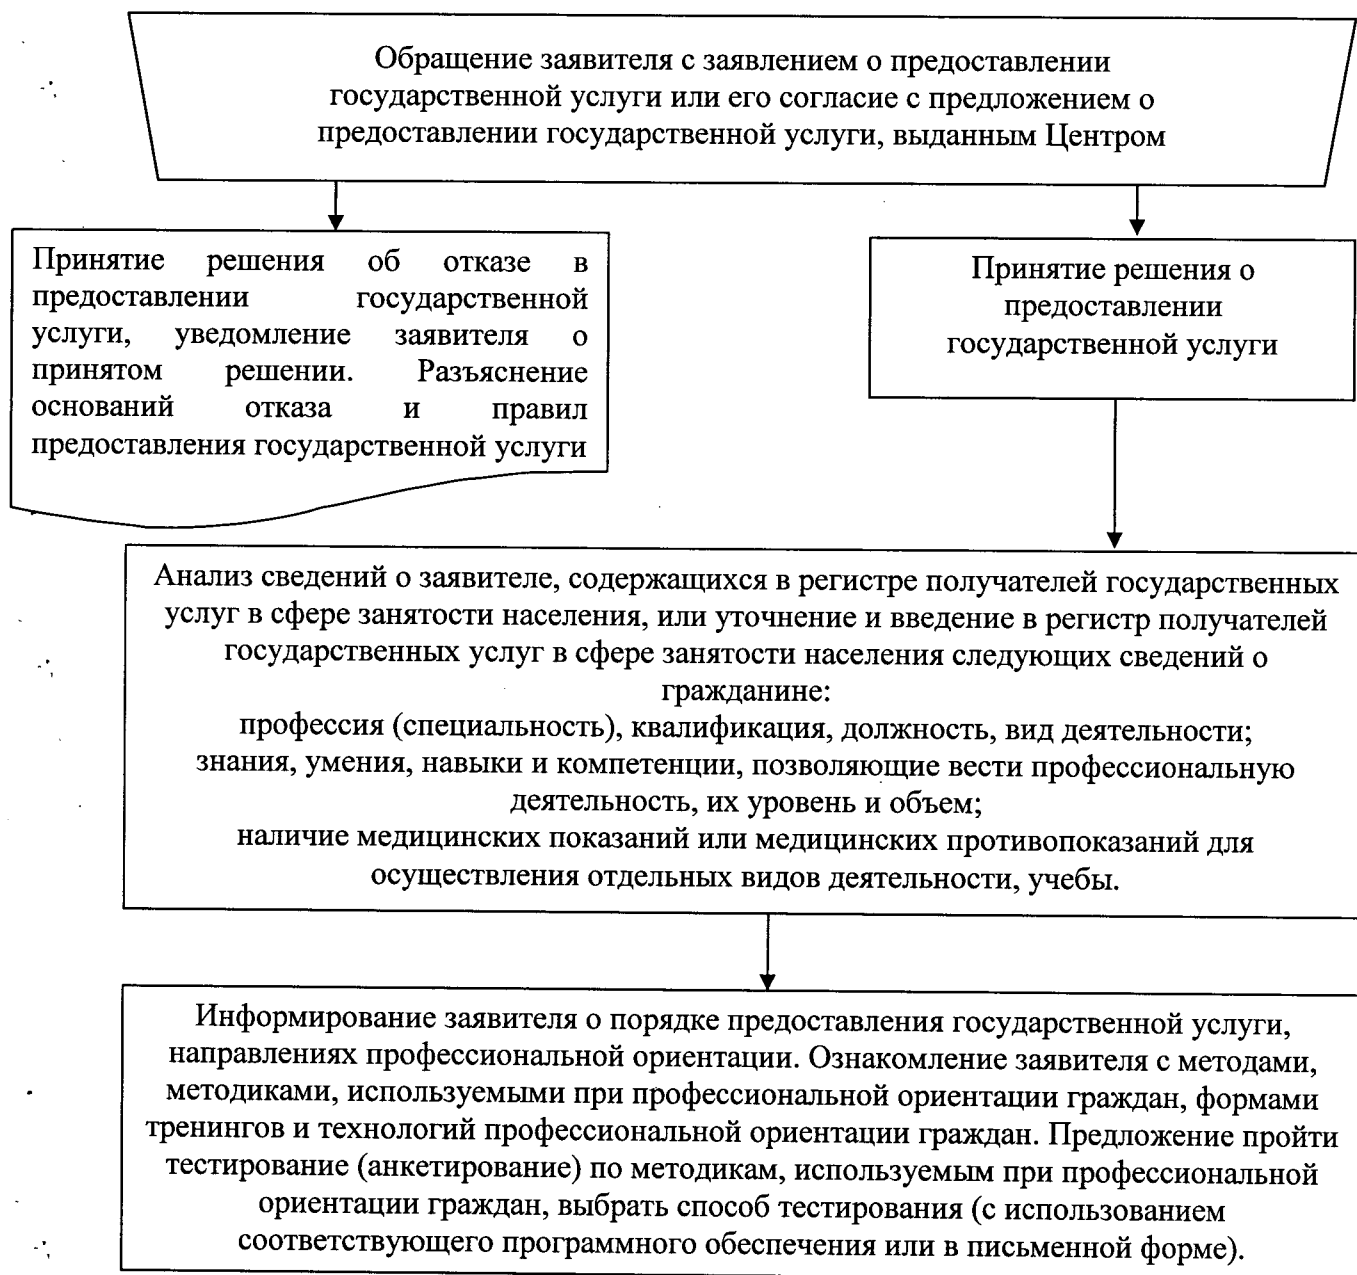 Обращение заявителя с заявлением о предоставлении
государственной услуги или его согласие с предложением о
предоставлении государственной услуги, выданным Центром
Принятие решения об отказе в
предоставлении государственной
услуги, уведомление заявителя о
принятом решении. Разъяснение
оснований отказа и правил
предоставления государственной услуги
Принятие решения о
предоставлении
государственной услуги
Анализ сведений о заявителе, содержащихся в регистре получателей государственных
услуг в сфере занятости населения, или уточнение и введение в регистр получателей
государственных услуг в сфере занятости населения следующих сведений о
гражданине:
профессия (специальность), квалификация, должность, вид деятельности;
знания, умения, навыки и компетенции, позволяющие вести профессиональную
деятельность, их уровень и объем;
наличие медицинских показаний или медицинских противопоказаний для
осуществления отдельных видов деятельности, учебы.
Информирование заявителя о порядке предоставления государственной услуги,
направлениях профессиональной ориентации. Ознакомление заявителя с методами,
методиками, используемыми при профессиональной ориентации граждан, формами
тренингов и технологий профессиональной ориентации граждан. Предложение пройти
тестирование (анкетирование) по методикам, используемым при профессиональной
ориентации граждан, выбрать способ тестирования (с использованием
соответствующего программного обеспечения или в письменной форме).